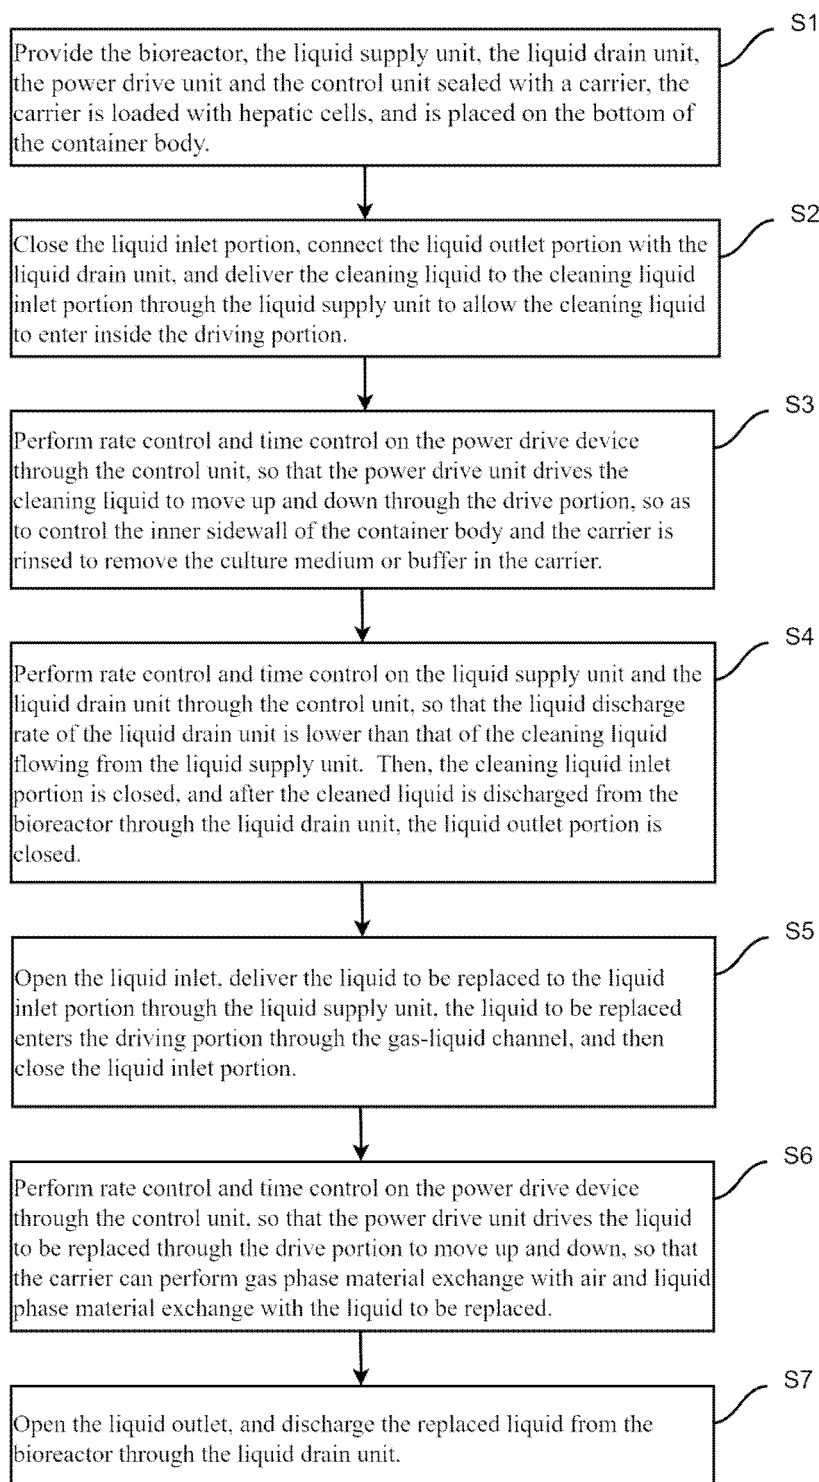 S1
Provide the bioreactor, the liquid supply unit, the liquid drain unit,
the power drive unit and the control unit sealed with a carrier, the
carrier is loaded with hepatic cells, and is placed on the bottom of
the container body.
S2
Close the liquid inlet portion, connect the liquid outlet portion with the
liquid drain unit, and deliver the cleaning liquid to the cleaning liquid
inlet portion through the liquid supply unit to allow the cleaning liquid
to enter inside the driving portion.
S3
Perform rate control and time control on the power drive device
through the control unit, so that the power drive unit drives the
cleaning liquid to move up and down through the drive portion, so as
to control the inner sidewall of the container body and the carrier is
rinsed to remove the culture medium or buffer in the carrier.
S4
Perform rate control and time control on the liquid supply unit and the
liquid drain unit through the control unit, so that the liquid discharge
rate of the liquid drain unit is lower than that of the cleaning liquid
flowing from the liquid supply unit. Then, the cleaning liquid inlet
portion is closed, and after the cleaned liquid is discharged from the
bioreactor through the liquid drain unit, the liquid outlet portion is
closed.
S5
Open the liquid inlet, deliver the liquid to be replaced to the liquid
inlet portion through the liquid supply unit, the liquid to be replaced
enters the driving portion through the gas-liquid channel, and then
close the liquid inlet portion.
S6
Perform rate control and time control on the power drive device
through the control unit, so that the power drive unit drives the liquid
to be replaced through the drive portion to move up and down, so that
the carrier can perform gas phase material exchange with air and liquid
phase material exchange with the liquid to be replaced.
S7
Open the liquid outlet, and discharge the replaced liquid from the
bioreactor through the liquid drain unit.